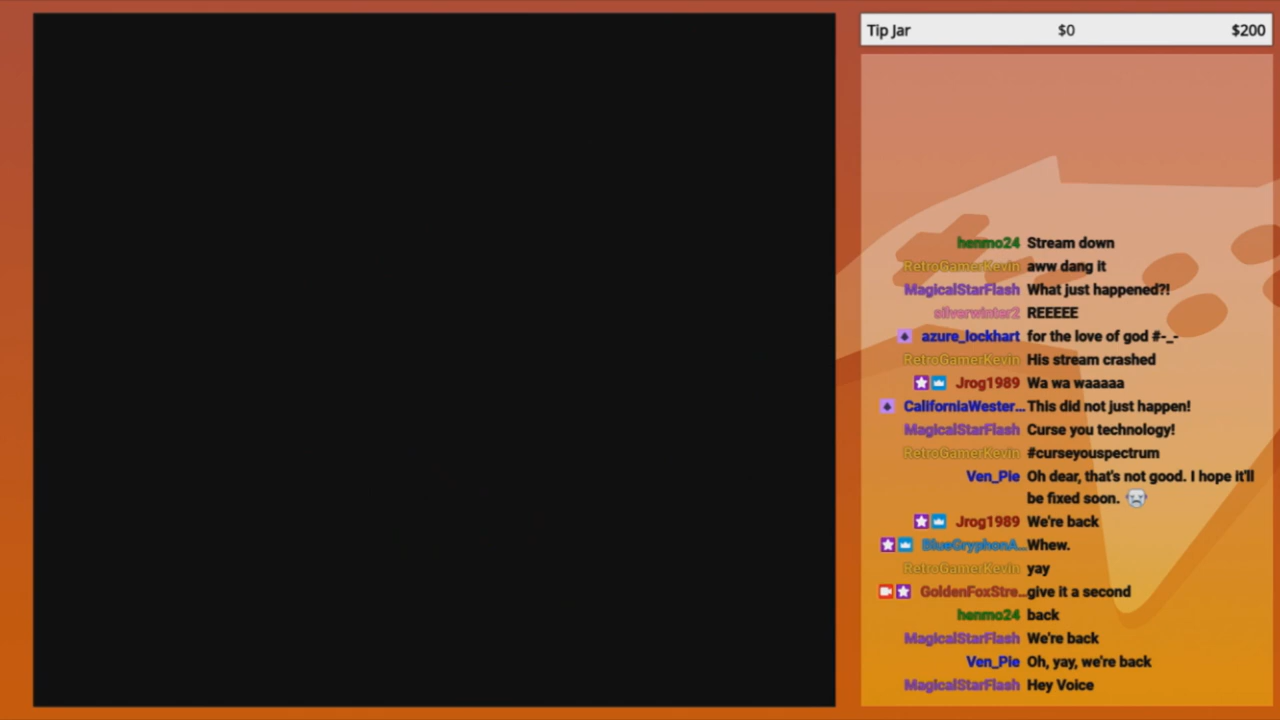 Tip Jar $0 $200
henmo24 Stream down
RetroGamerKevin aww dang it
MagicalStarFlash What just happened?!
silverwinter2 REEEEE
azure_lockhart for the love of god #-_-
RetroGamerKevin His stream crashed
Jrog1989 Wa wa waaaaa
CaliforniaWester... This did not just happen!
MagicalStarFlash Curse you technology!
RetroGamerKevin #curseyouspectrum
Ven_Pie Oh dear, that's not good. I hope it'll
be fixed soon.
Jrog1989 We're back
BlueGryphonA... Whew.
RetroGamerKevin yay
GoldenFoxStre... give it a second
henmo24 back
MagicalStarFlash We're back
Ven_Pie Oh, yay, we're back
MagicalStarFlash Hey Voice